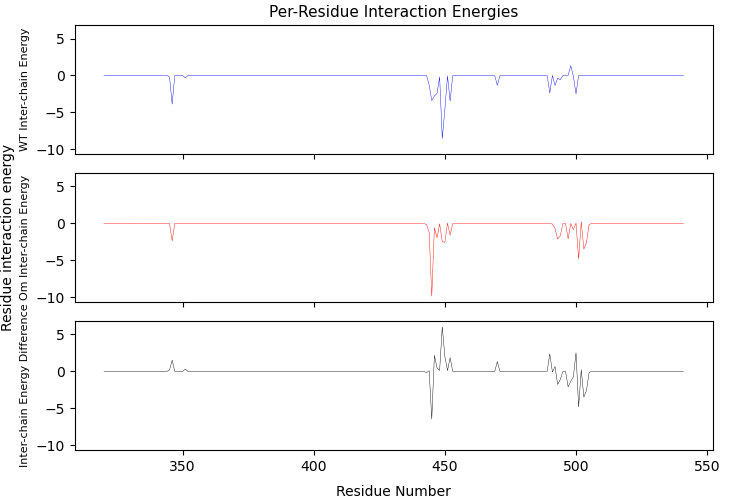 Per-Residue Interaction Energies
WT Inter-chain Energy
5
0
−5
−10
Residue interaction energy
Om Inter-chain Energy
5
0
−5
−10
Inter-chain Energy Difference
5
0
−5
−10
350
400
450
500
550
Residue Number